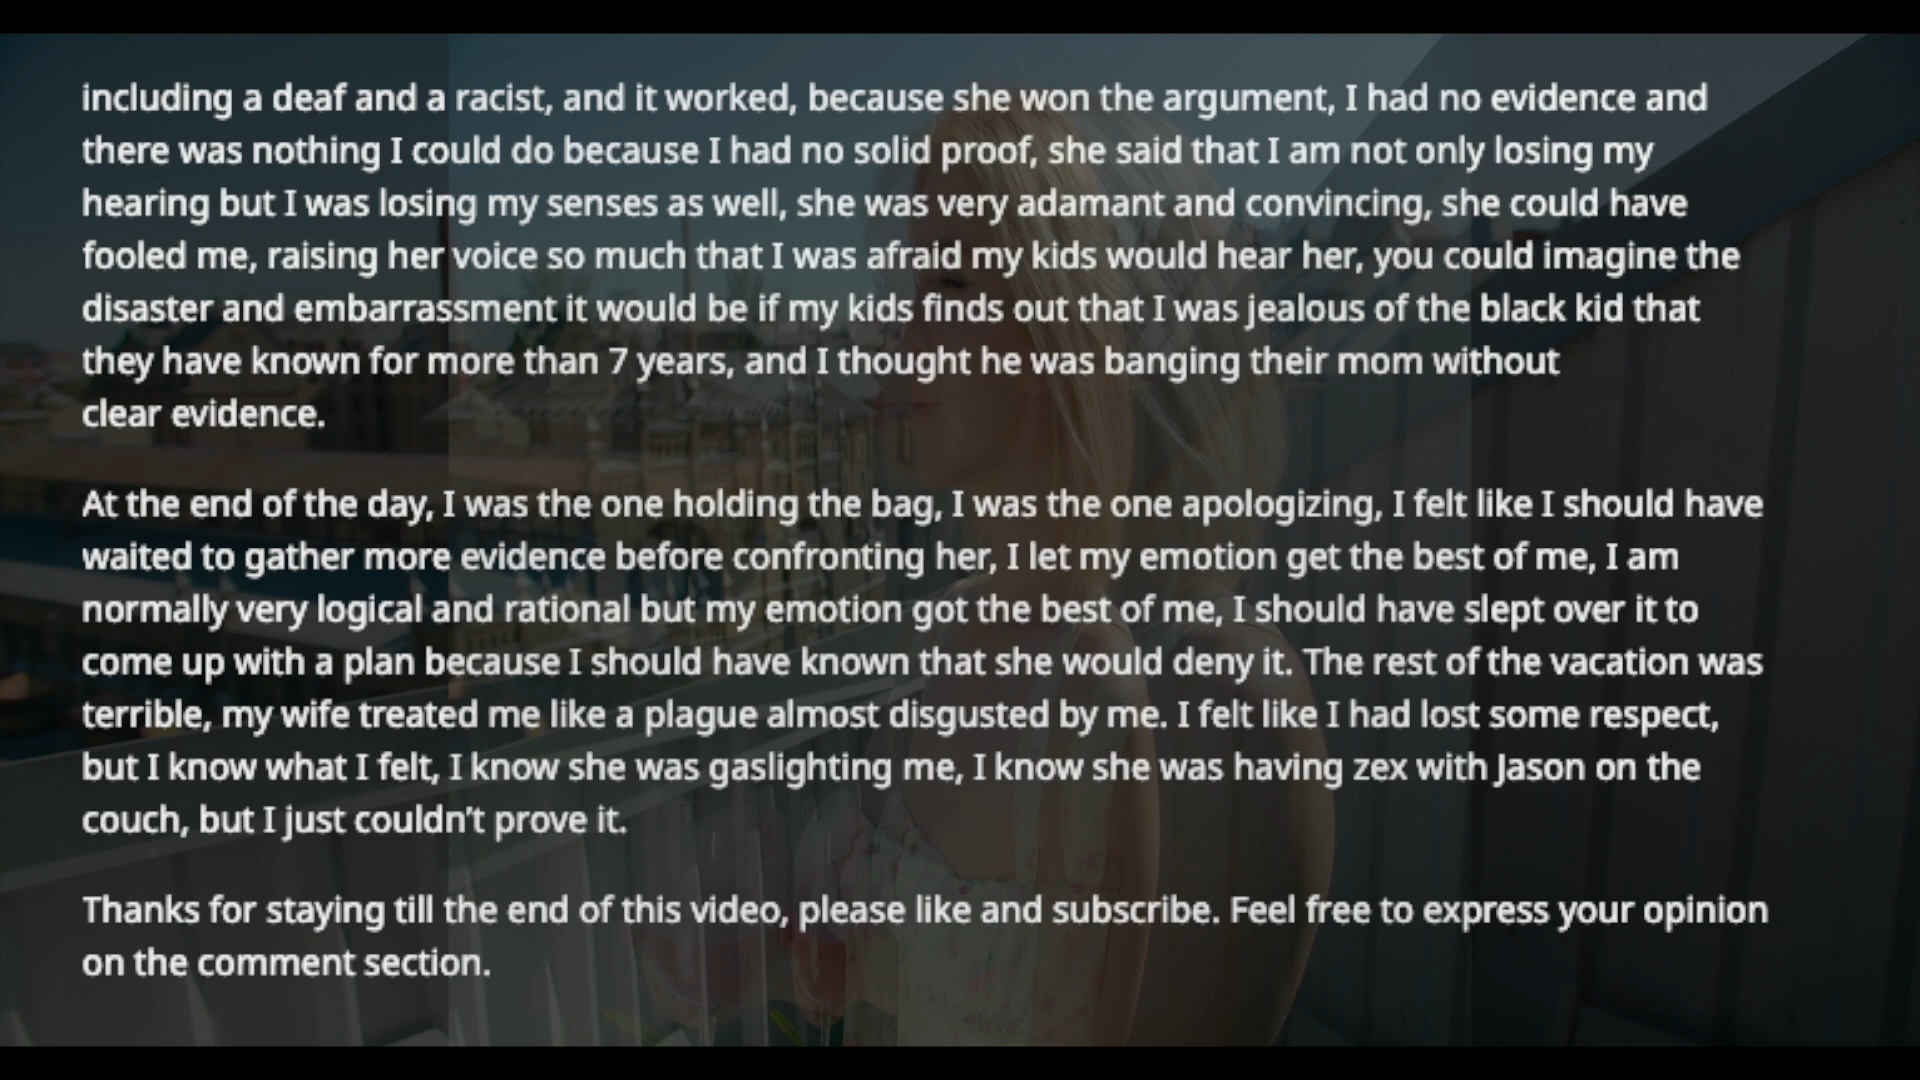 including a deaf and a racist, and it worked, because she won the argument, I had no evidence and
there was nothing I could do because I had no solid proof, she said that I am not only losing my
hearing but I was losing my senses as well, she was very adamant and convincing, she could have
fooled me, raising her voice so much that I was afraid my kids would hear her, you could imagine the
disaster and embarrassment it would be if my kids finds out that I was jealous of the black kid that
they have known for more than 7 years, and I thought he was banging their mom without
clear evidence.
At the end of the day, I was the one holding the bag, I was the one apologizing, I felt like I should have
waited to gather more evidence before confronting her, I let my emotion get the best of me, I am
normally very logical and rational but my emotion got the best of me, I should have slept over it to
come up with a plan because I should have known that she would deny it. The rest of the vacation was
terrible, my wife treated me like a plague almost disgusted by me. I felt like I had lost some respect,
but I know what I felt, I know she was gaslighting me, I know she was having zex with Jason on the
couch, but I just couldn't prove it.
Thanks for staying till the end of this video, please like and subscribe. Feel free to express your opinion
on the comment section.